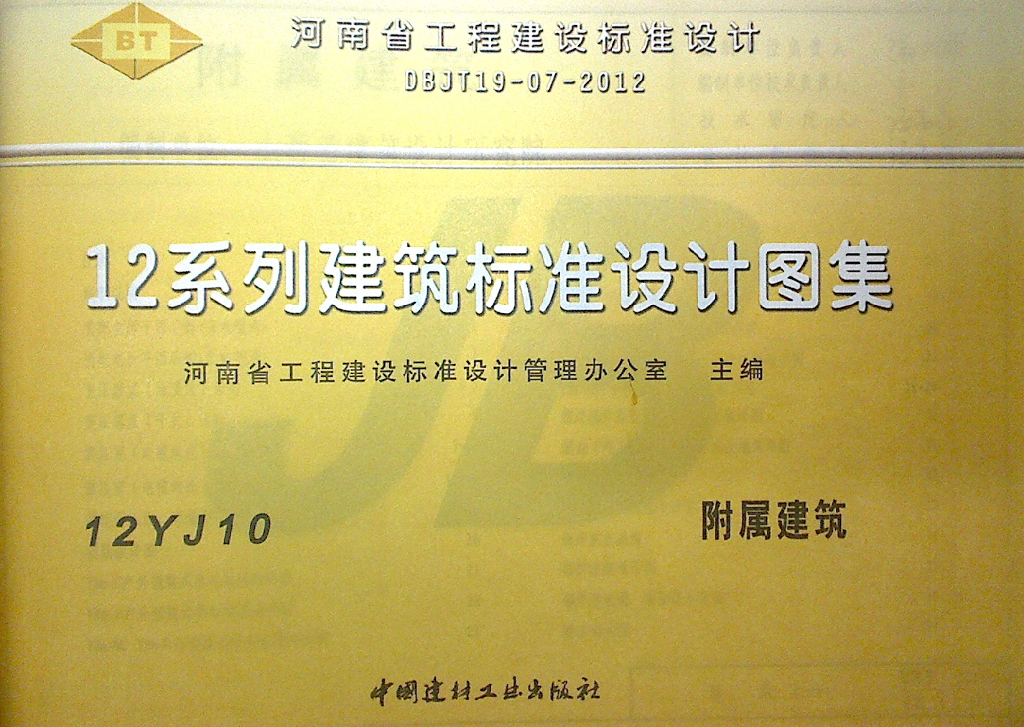 BT
河南省工程建设标准设计
DBJT19-07-2012
12系列建筑标准设计图集
河南省工程建设标准设计管理办公室 主编
12YJ10 附属建筑
中国建材工业出版社